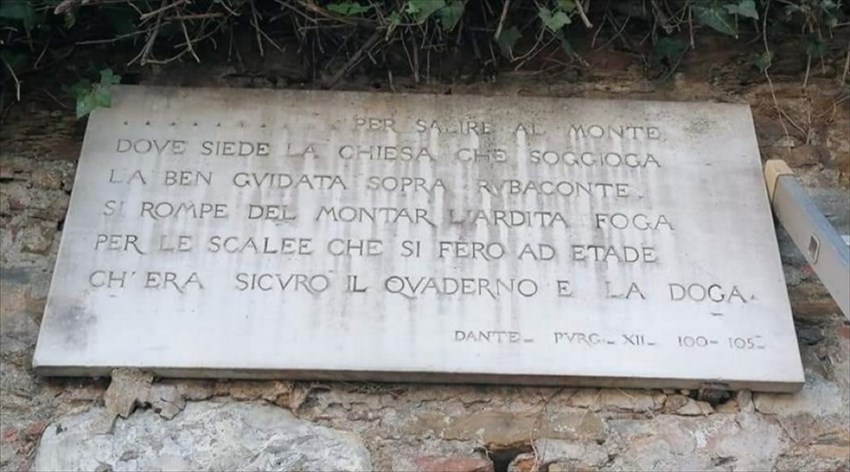 . . . . . . . . . PER SALIRE AL MONTE
DOVE SIEDE LA CHIESA CHE SOGGIOGA
LA BEN GVIDATA SOPRA RVBACONTE.
SI ROMPE DEL MONTAR L'ARDITA FOGA
PER LE SCALEE CHE SI FERO AD ETADE
CH'ERA SICVRO IL QVADERNO E LA DOGA.
DANTE - PVRG. XII - 100-105-